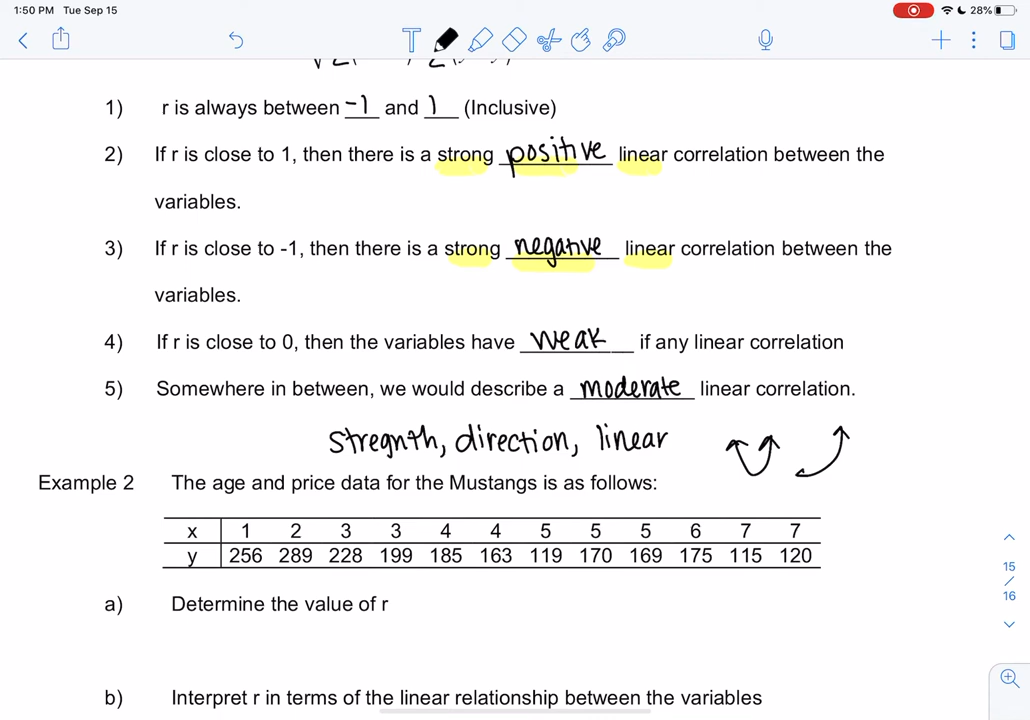 1:50 PM Tue Sep 15 28%
1) r is always between -1 and 1 (Inclusive)
2) If r is close to 1, then there is a strong positive linear correlation between the
variables.
3) If r is close to -1, then there is a strong negative linear correlation between the
variables.
4) If r is close to 0, then the variables have weak if any linear correlation
5) Somewhere in between, we would describe a moderate linear correlation.
stregnth, direction, linear
Example 2 The age and price data for the Mustangs is as follows:
x 1 2 3 3 4 4 5 5 5 6 7 7
y 256 289 228 199 185 163 119 170 169 175 115 120
15
/
16
a) Determine the value of r
b) Interpret r in terms of the linear relationship between the variables